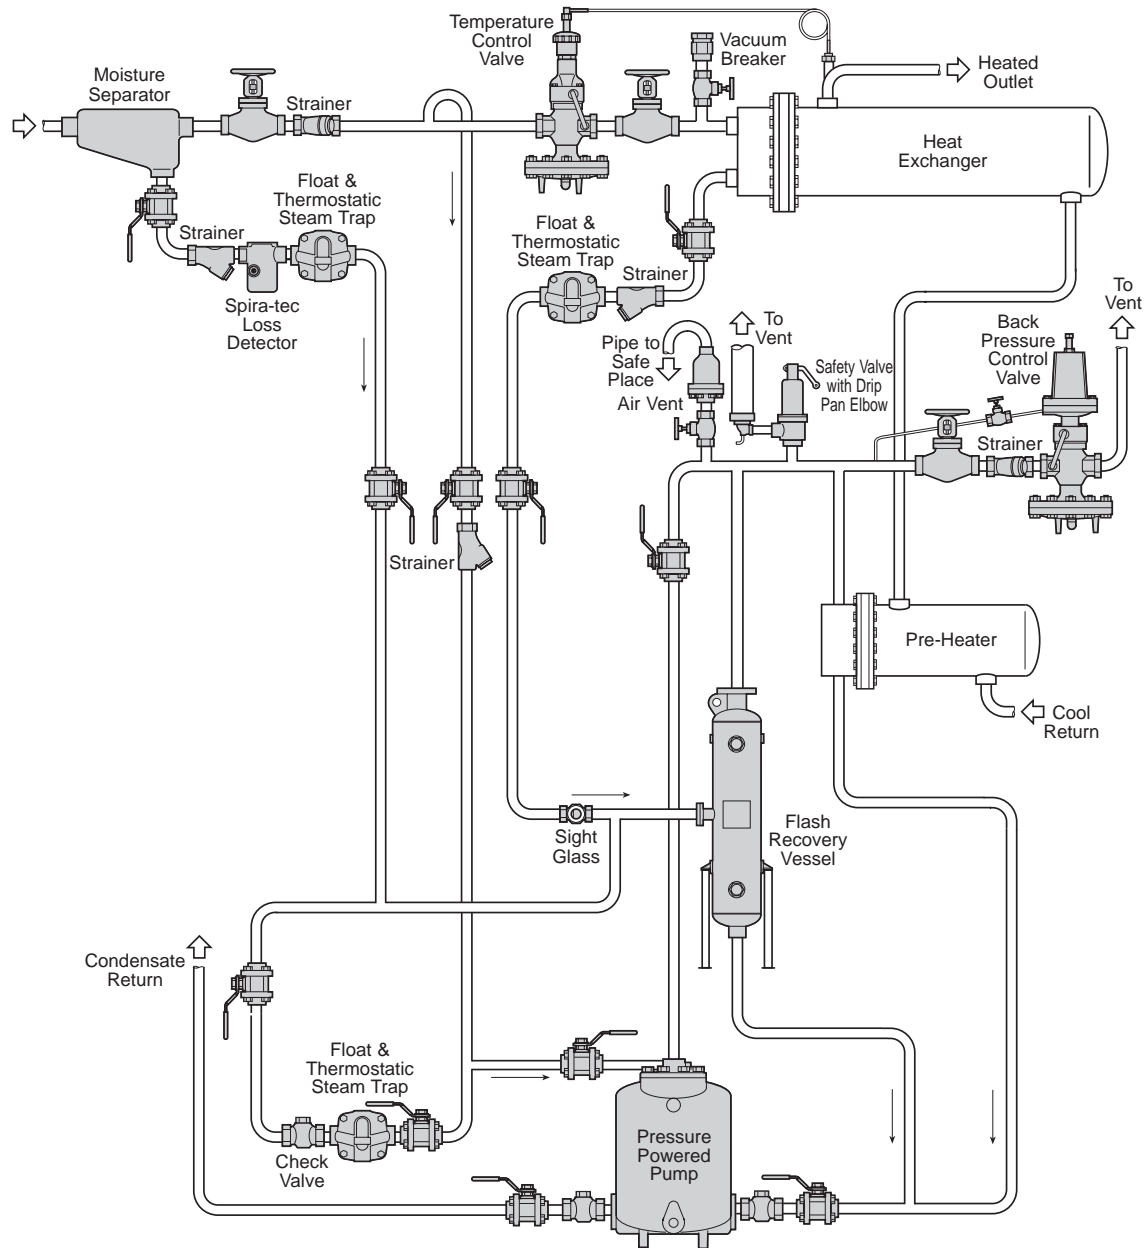 Temperature
Control
Valve
Vacuum
Breaker
Heated
Outlet
Moisture
Separator
Strainer
Heat
Exchanger
Float &
Thermostatic
Steam Trap
Strainer
Spira-tec
Loss
Detector
Float &
Thermostatic
Steam Trap
Strainer
To
Vent
Back
Pressure
Control
Valve
To
Vent
Pipe to
Safe
Place
Air Vent
Safety Valve
with Drip
Pan Elbow
Strainer
Strainer
Pre-Heater
Cool
Return
Sight
Glass
Flash
Recovery
Vessel
Condensate
Return
Float &
Thermostatic
Steam Trap
Check
Valve
Pressure
Powered
Pump